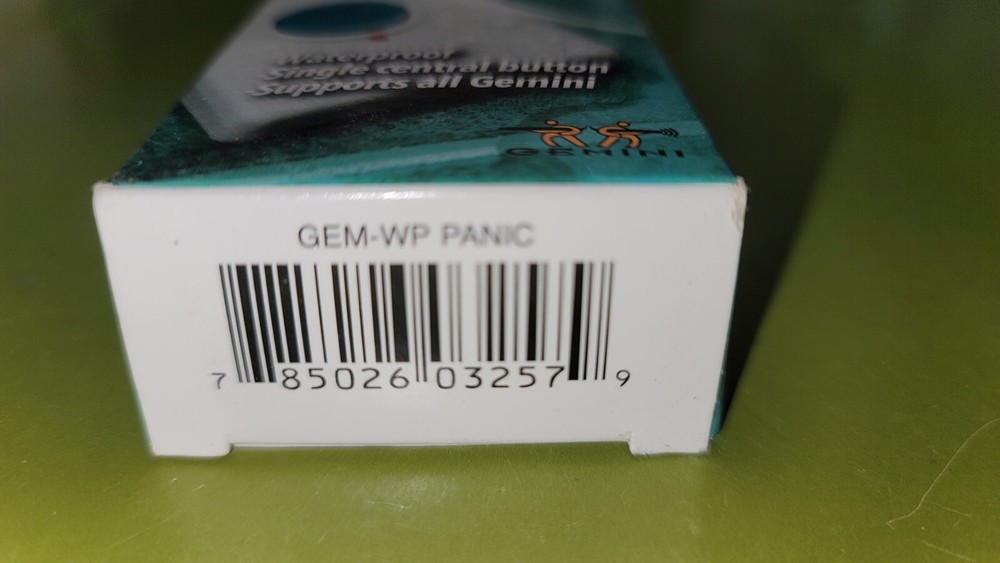 Waterproof
Single central button
Supports all Gemini
GEMINI
GEM-WP PANIC
7 85026 03257 9